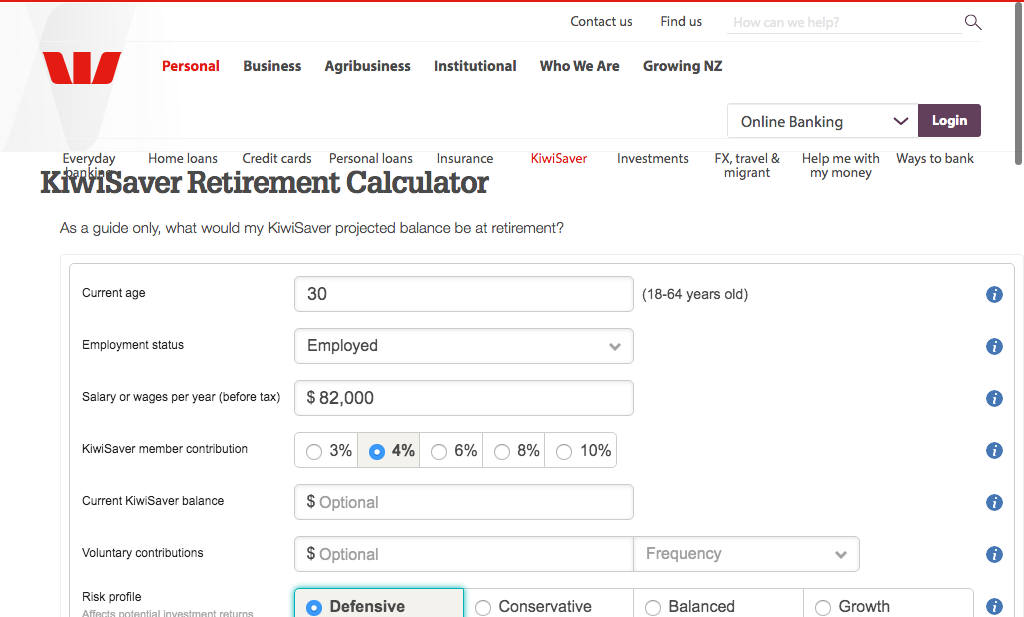 Contact us Find us How can we help?
Personal Business Agribusiness Institutional Who We Are Growing NZ
Online Banking Login
Everyday banking Home loans Credit cards Personal loans Insurance KiwiSaver Investments FX, travel & migrant Help me with my money Ways to bank
KiwiSaver Retirement Calculator
As a guide only, what would my KiwiSaver projected balance be at retirement?
Current age 30 (18-64 years old)
Employment status Employed
Salary or wages per year (before tax) $ 82,000
KiwiSaver member contribution 3% 4% 6% 8% 10%
Current KiwiSaver balance $ Optional
Voluntary contributions $ Optional Frequency
Risk profile
Affects potential investment returns
Defensive Conservative Balanced Growth